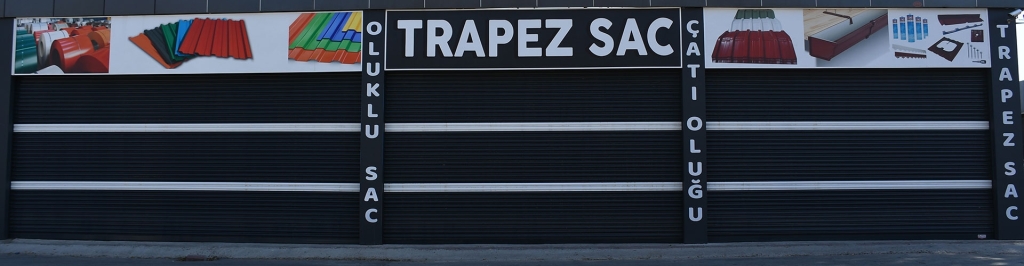 OLUKLU SAC
TRAPEZ SAC
ÇATI OLUĞU
TRAPEZ SAC